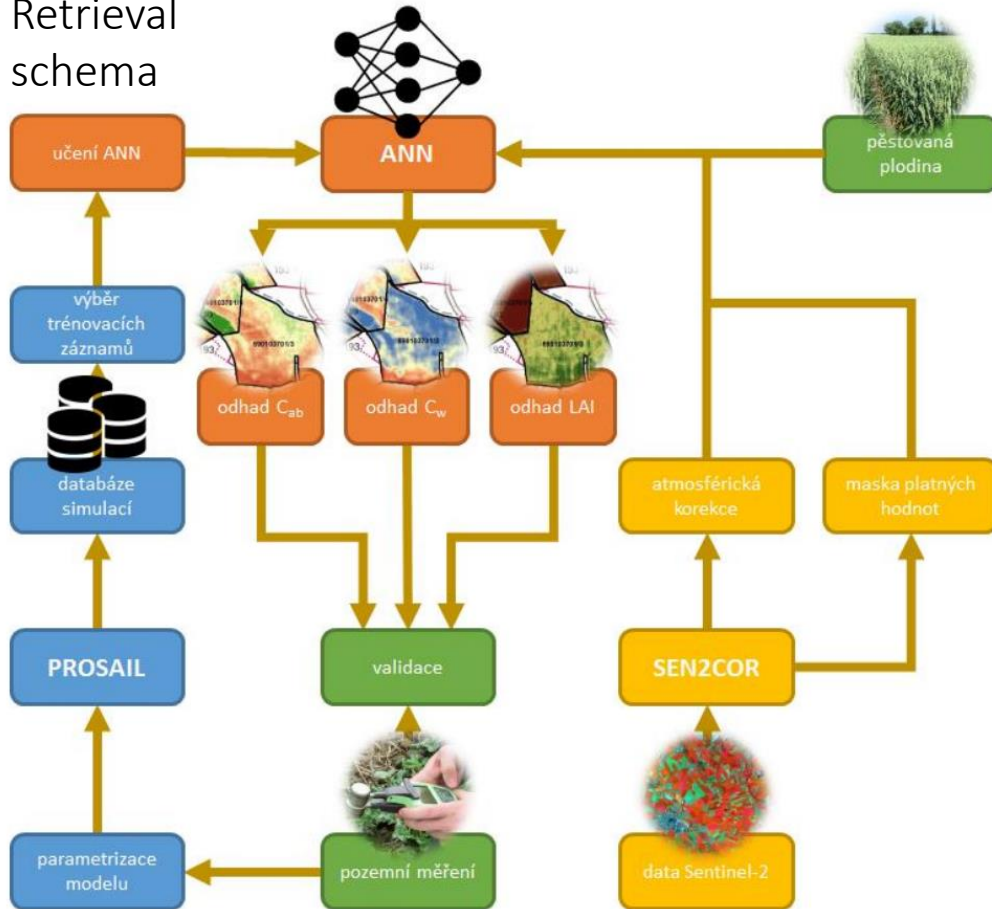 Retrieval
schema
učení ANN
ANN
pěstovaná
plodina
výběr
trénovacích
záznamů
odhad Cab
odhad Cw
odhad LAI
databáze
simulací
atmosférická
korekce
maska platných
hodnot
PROSAIL
validace
SEN2COR
parametrizace
modelu
pozemní měření
data Sentinel-2